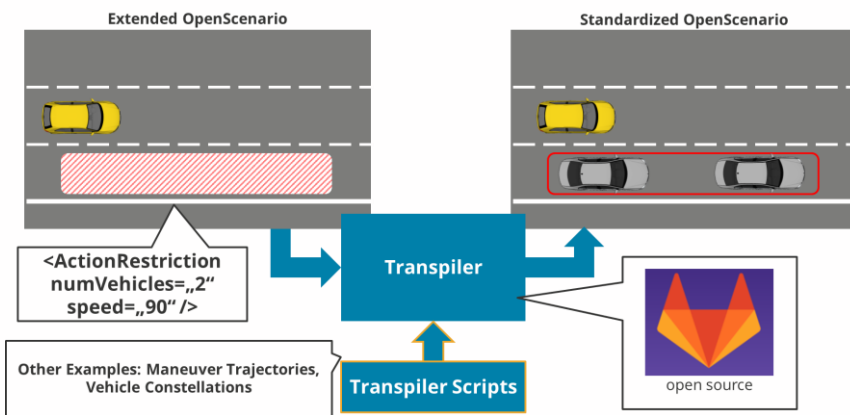 Extended OpenScenario
Standardized OpenScenario
<ActionRestriction
numVehicles=„2“
speed=„90“ />
Transpiler
open source
Other Examples: Maneuver Trajectories,
Vehicle Constellations
Transpiler Scripts